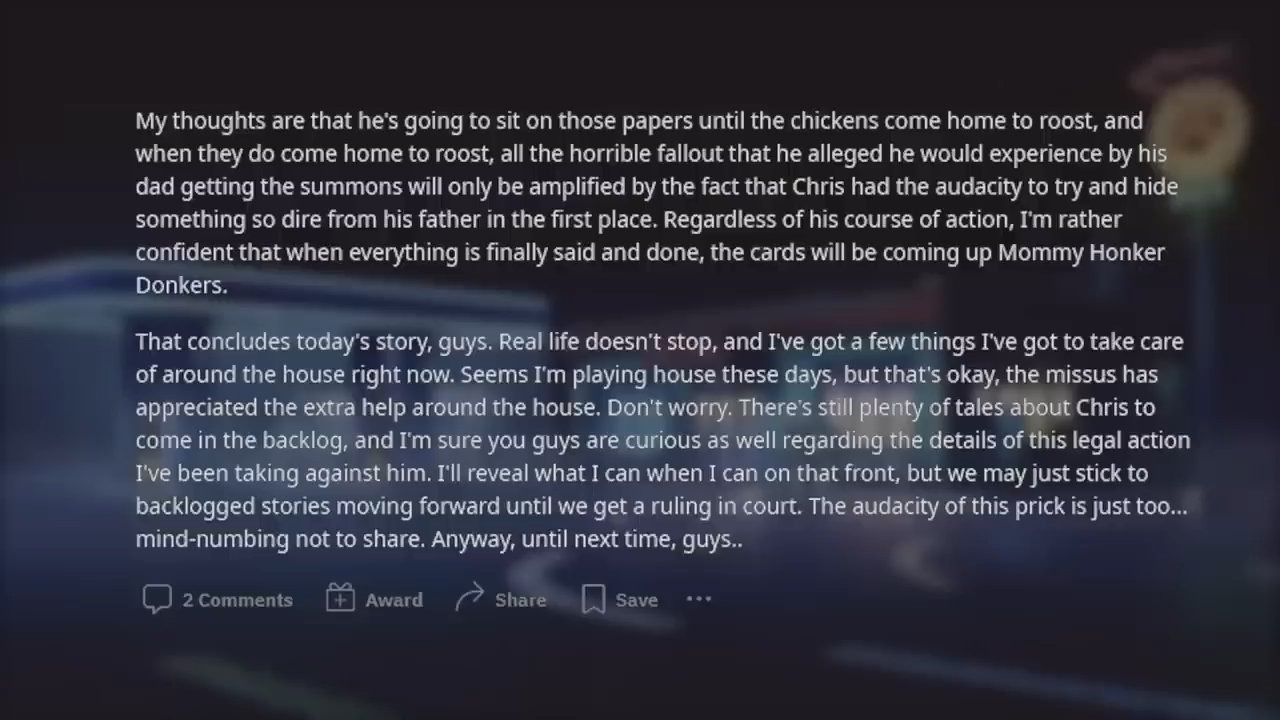 My thoughts are that he's going to sit on those papers until the chickens come home to roost, and
when they do come home to roost, all the horrible fallout that he alleged he would experience by his
dad getting the summons will only be amplified by the fact that Chris had the audacity to try and hide
something so dire from his father in the first place. Regardless of his course of action, I'm rather
confident that when everything is finally said and done, the cards will be coming up Mommy Honker
Donkers.
That concludes today's story, guys. Real life doesn't stop, and I've got a few things I've got to take care
of around the house right now. Seems I'm playing house these days, but that's okay, the missus has
appreciated the extra help around the house. Don't worry. There's still plenty of tales about Chris to
come in the backlog, and I'm sure you guys are curious as well regarding the details of this legal action
I've been taking against him. I'll reveal what I can when I can on that front, but we may just stick to
backlogged stories moving forward until we get a ruling in court. The audacity of this prick is just too...
mind-numbing not to share. Anyway, until next time, guys..
2 Comments Award Share Save